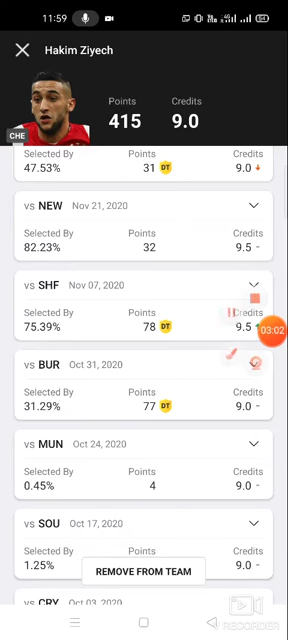 11:59
54
Hakim Ziyech
Points Credits
415 9.0
CHE
Selected By Points Credits
47.53% 31 DT 9.0
vs NEW Nov 21, 2020
Selected By Points Credits
82.23% 32 9.5 -
vs SHF Nov 07, 2020
Selected By Points Credits
75.39% 78 DT 9.5
03:02
vs BUR Oct 31, 2020
Selected By Points Credits
31.29% 77 DT 9.0 -
vs MUN Oct 24, 2020
Selected By Points Credits
0.45% 4 9.0 -
vs SOU Oct 17, 2020
Selected By Points Credits
1.25% 9.0 -
REMOVE FROM TEAM
vs CRY Oct 03, 2020
RECORDER